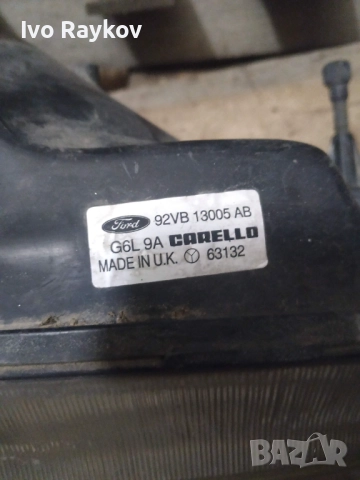 Ivo Raykov
Ford 92VB 13005 AB
G6L 9A CARELLO
MADE IN U.K. 63132
BAZAR